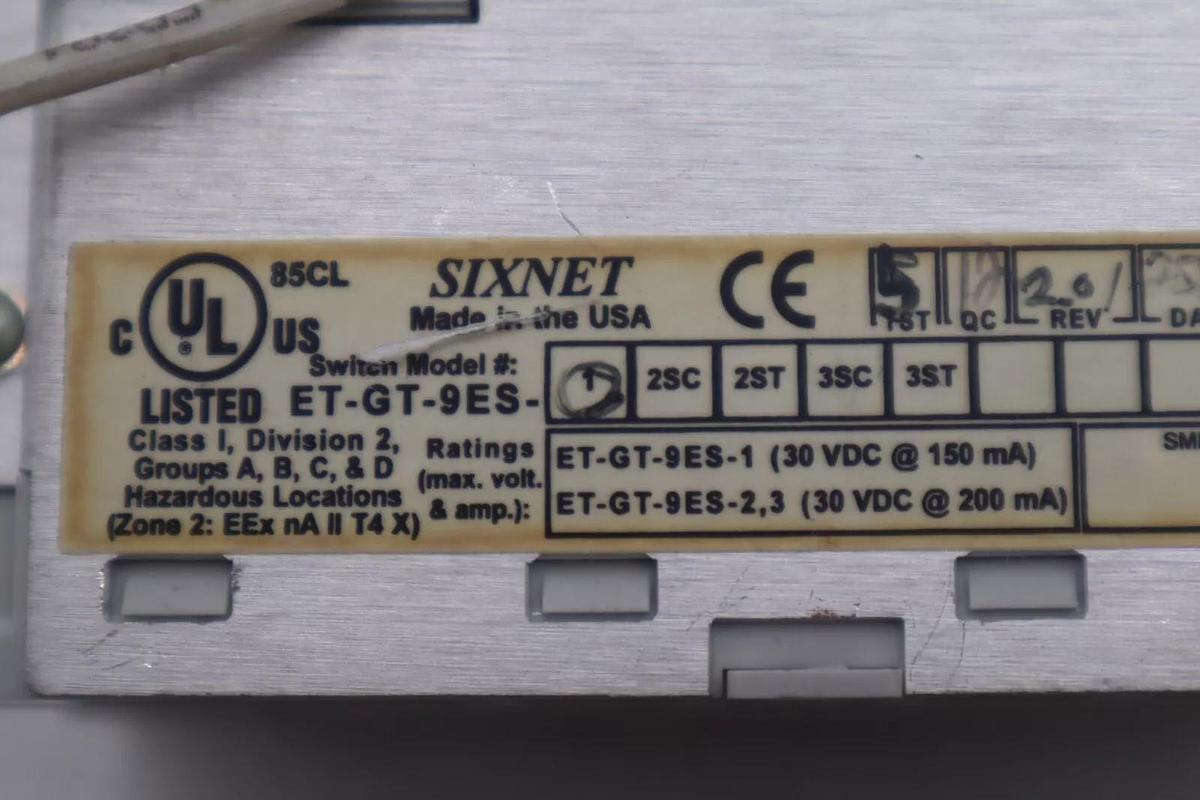 85CL
C UL ® US
LISTED
Class I, Division 2,
Groups A, B, C, & D
Hazardous Locations
(Zone 2: EEx nA II T4 X)
SIXNET
Made in the USA
CE
5 TST
QC
2.01 REV
Switch Model #:
ET-GT-9ES-
1 2SC 2ST 3SC 3ST
Ratings
(max. volt.
& amp.):
ET-GT-9ES-1 (30 VDC @ 150 mA)
ET-GT-9ES-2,3 (30 VDC @ 200 mA)